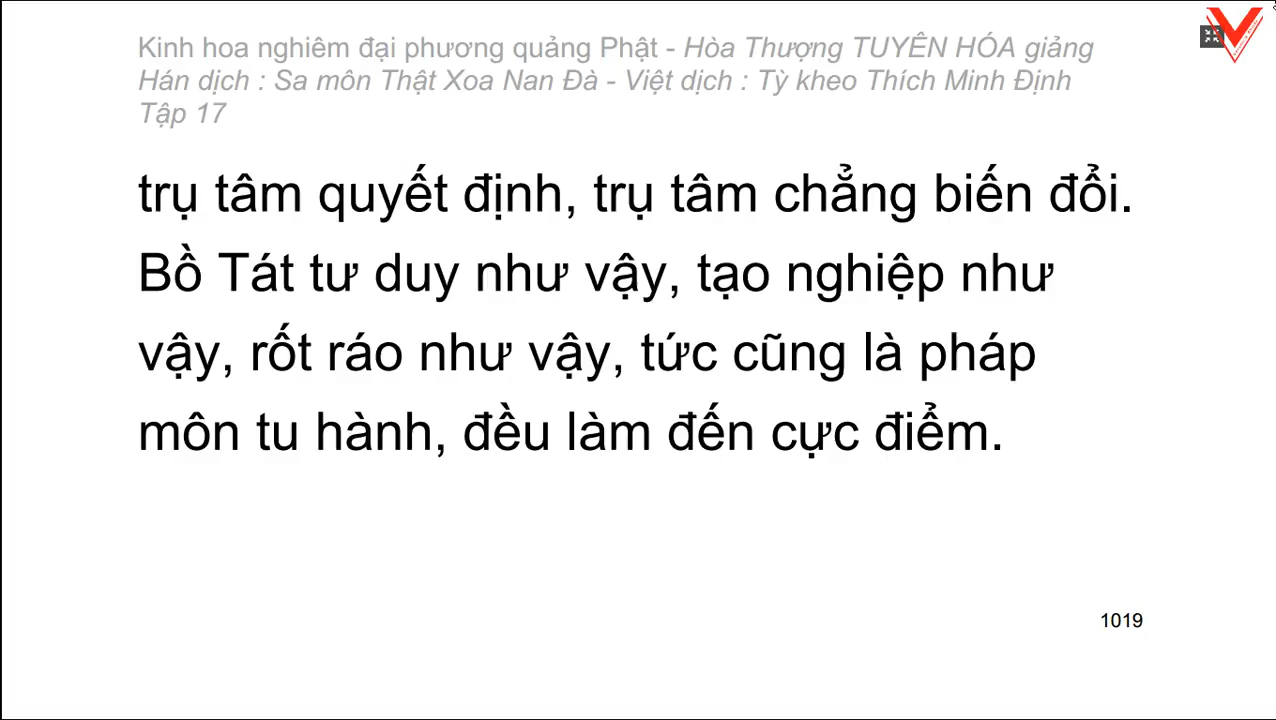 Kinh hoa nghiêm đại phương quảng Phật - Hòa Thượng TUYÊN HÓA giảng
Hán dịch : Sa môn Thật Xoa Nan Đà - Việt dịch : Tỳ kheo Thích Minh Định
Tập 17
trụ tâm quyết định, trụ tâm chẳng biến đổi.
Bồ Tát tư duy như vậy, tạo nghiệp như
vậy, rốt ráo như vậy, tức cũng là pháp
môn tu hành, đều làm đến cực điểm.
1019